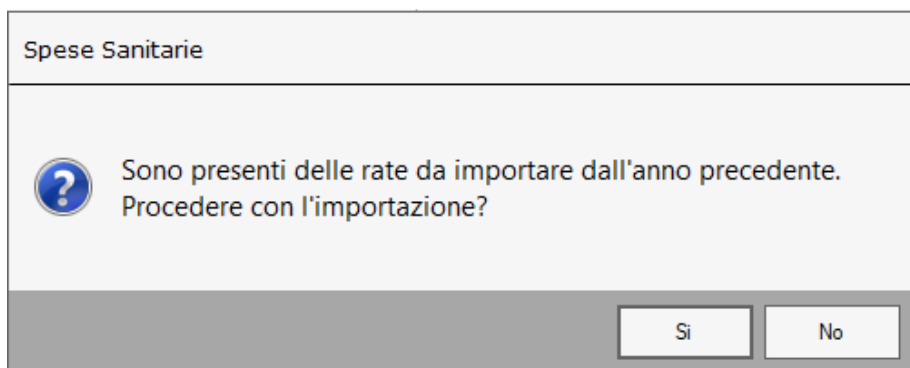 Spese Sanitarie
Sono presenti delle rate da importare dall'anno precedente.
Procedere con l'importazione?
Si
No